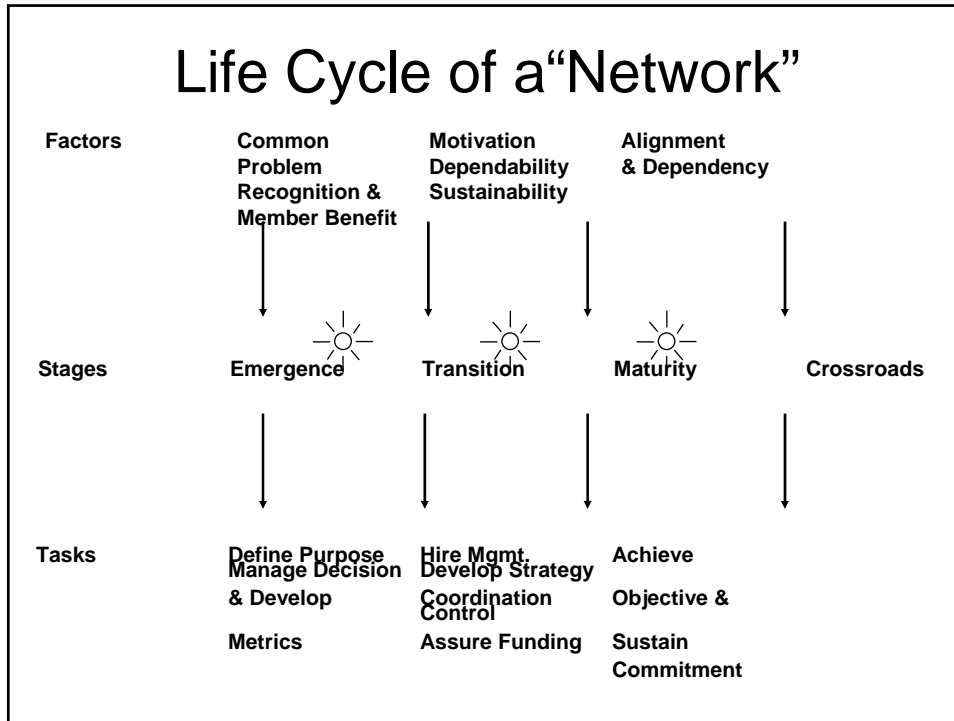 Life Cycle of a“Network”
Factors
Common
Problem
Recognition &
Member Benefit
Motivation
Dependability
Sustainability
Alignment
& Dependency
Stages
Emergence
Transition
Maturity
Crossroads
Tasks
Define Purpose
Manage Decision
& Develop
Metrics
Hire Mgmt.
Develop Strategy
Coordination
Control
Assure Funding
Achieve
Objective &
Sustain
Commitment